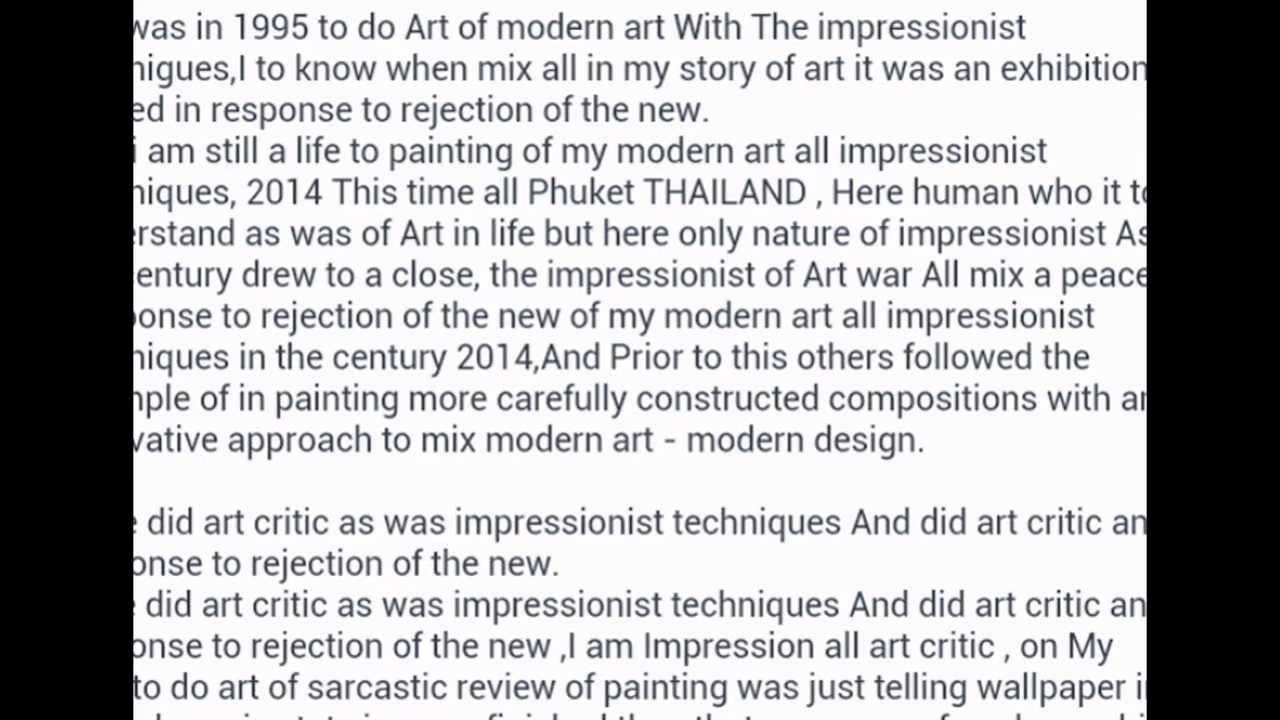 was in 1995 to do Art of modern art With The impressionist
nigues,I to know when mix all in my story of art it was an exhibition
ed in response to rejection of the new.
i am still a life to painting of my modern art all impressionist
niques, 2014 This time all Phuket THAILAND , Here human who it to
erstand as was of Art in life but here only nature of impressionist As
entury drew to a close, the impressionist of Art war All mix a peace
onse to rejection of the new of my modern art all impressionist
niques in the century 2014,And Prior to this others followed the
mple of in painting more carefully constructed compositions with an
vative approach to mix modern art - modern design.
e did art critic as was impressionist techniques And did art critic an
onse to rejection of the new.
e did art critic as was impressionist techniques And did art critic an
onse to rejection of the new ,I am Impression all art critic , on My
to do art of sarcastic review of painting was just telling wallpaper i